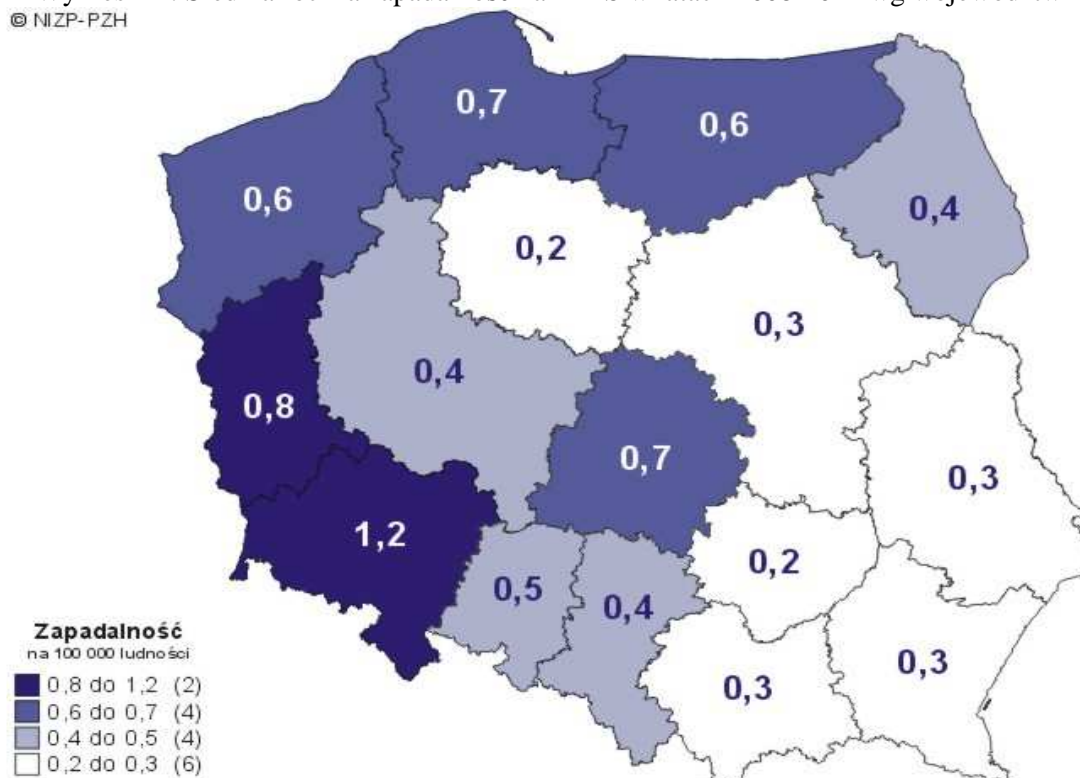 © NIZP-PZH
0,7
0,6
0,6
0,4
0,2
0,3
0,4
0,8
0,7
0,3
1,2
0,2
0,5
0,4
0,3
0,3
Zapadalność
na 100 000 ludności
0,8 do 1,2 (2)
0,6 do 0,7 (4)
0,4 do 0,5 (4)
0,2 do 0,3 (6)